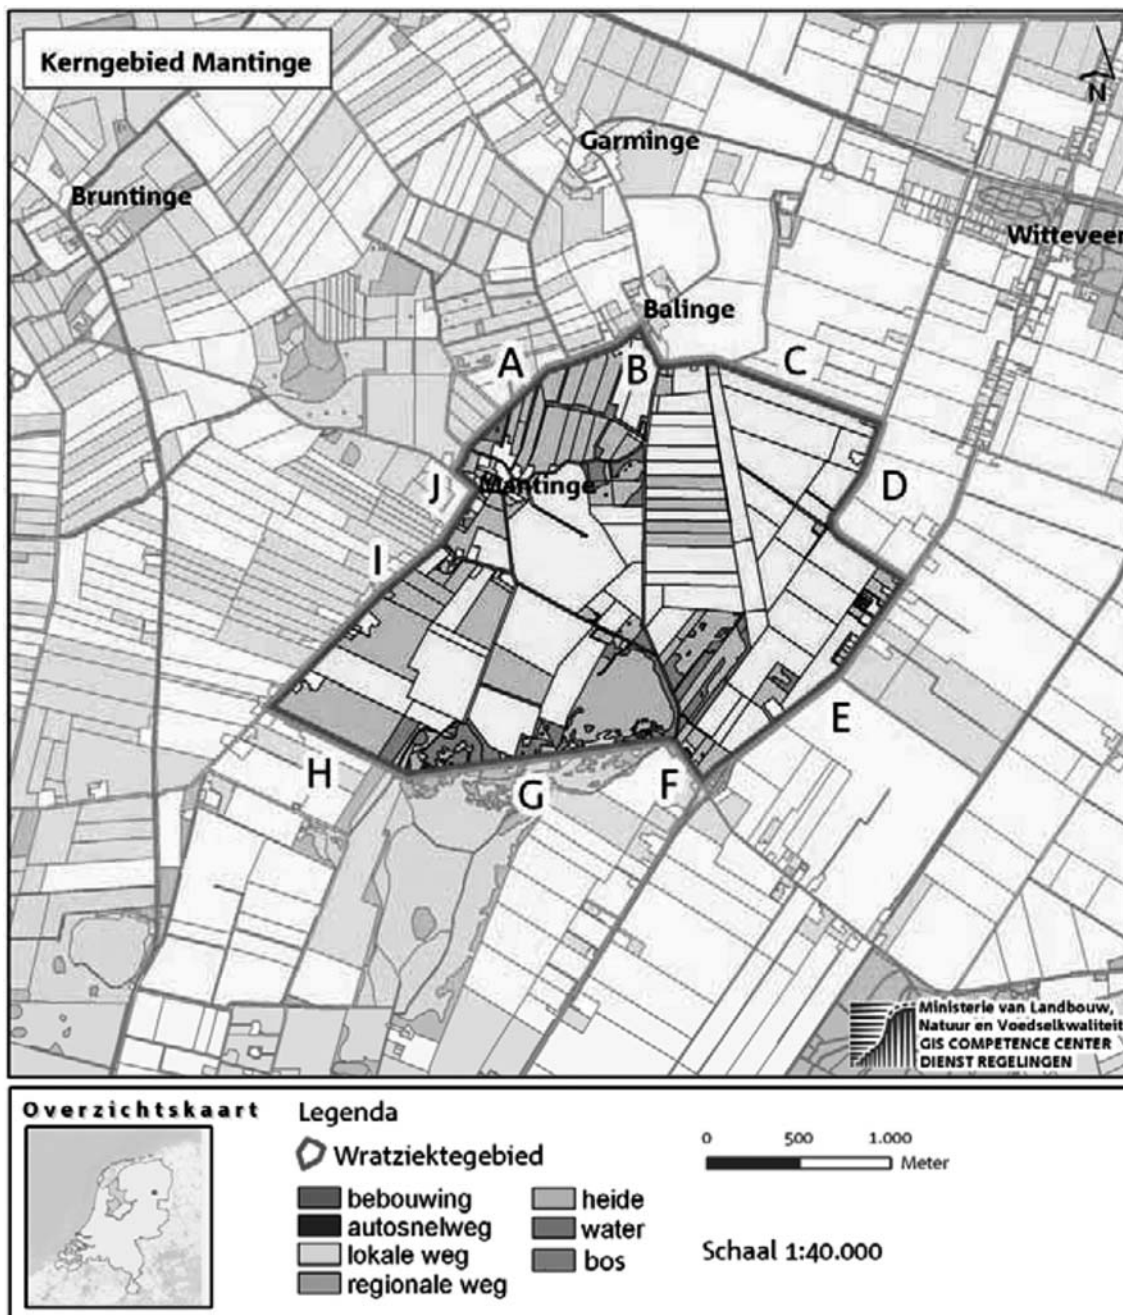 Kerngebied Mantinge
N
Garminge
Bruntinge
Witteveen
Balinge
A
B
C
J
Mantinge
D
I
E
H
G
F
Ministerie van Landbouw,
Natuur en Voedselkwaliteit
GIS COMPETENCE CENTER
DIENST REGELINGEN
Overzichtskaart
Legenda
Wratziektegebied
bebouwing
autosnelweg
lokale weg
regionale weg
heide
water
bos
0 500 1.000
Meter
Schaal 1:40.000